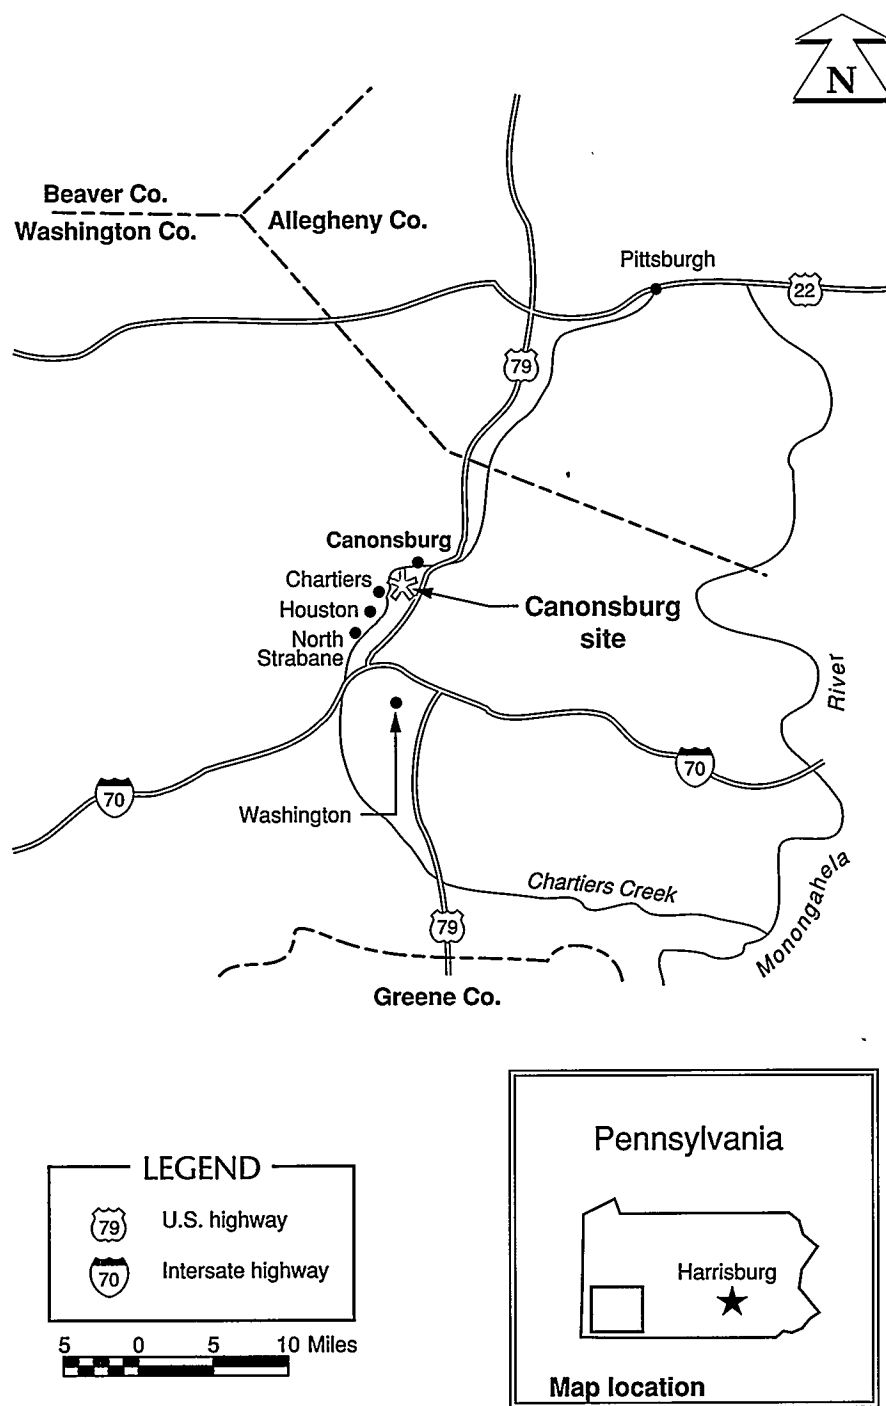 N
Beaver Co.
Washington Co.
Allegheny Co.
Pittsburgh
22
79
Canonsburg
Chartiers
Houston
North
Strabane
Canonsburg
site
River
70
70
Washington
Chartiers Creek
Monongahela
79
Greene Co.
LEGEND
79 U.S. highway
70 Intersate highway
5 0 5 10 Miles
Pennsylvania
Harrisburg
Map location